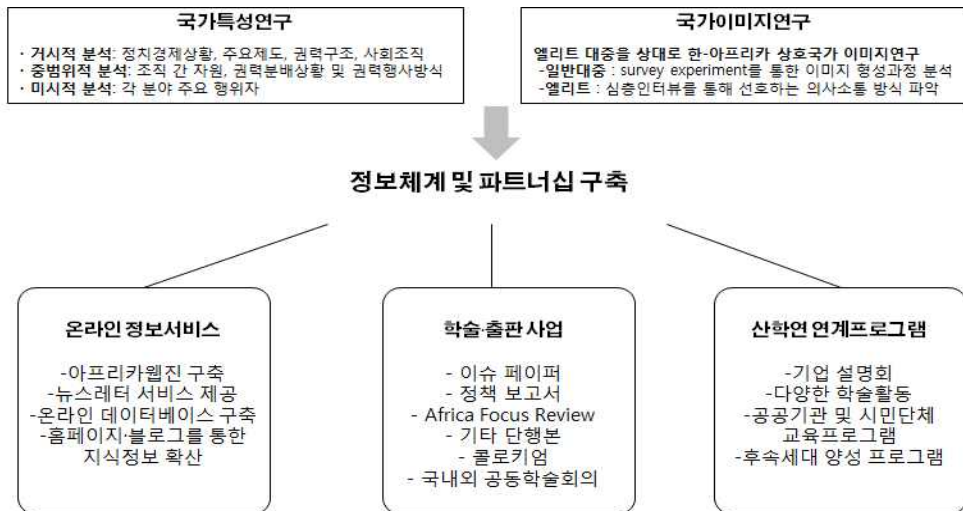 국가특성연구
· 거시적 분석: 정치경제상황, 주요제도, 권력구조, 사회조직
· 중범위적 분석: 조직 간 자원, 권력분배상황 및 권력행사방식
· 미시적 분석: 각 분야 주요 행위자
국가이미지연구
엘리트 대중을 상대로 한-아프리카 상호국가 이미지연구
-일반대중 : survey experiment를 통한 이미지 형성과정 분석
-엘리트 : 심층인터뷰를 통해 선호하는 의사소통 방식 파악
정보체계 및 파트너십 구축
온라인 정보서비스
-아프리카웹진 구축
-뉴스레터 서비스 제공
-온라인 데이터베이스 구축
-홈페이지·블로그를 통한
지식정보 확산
학술·출판 사업
- 이슈 페이퍼
- 정책 보고서
- Africa Focus Review
- 기타 단행본
- 콜로키엄
- 국내외 공동학술회의
산학연 연계프로그램
-기업 설명회
-다양한 학술활동
-공공기관 및 시민단체
교육프로그램
-후속세대 양성 프로그램